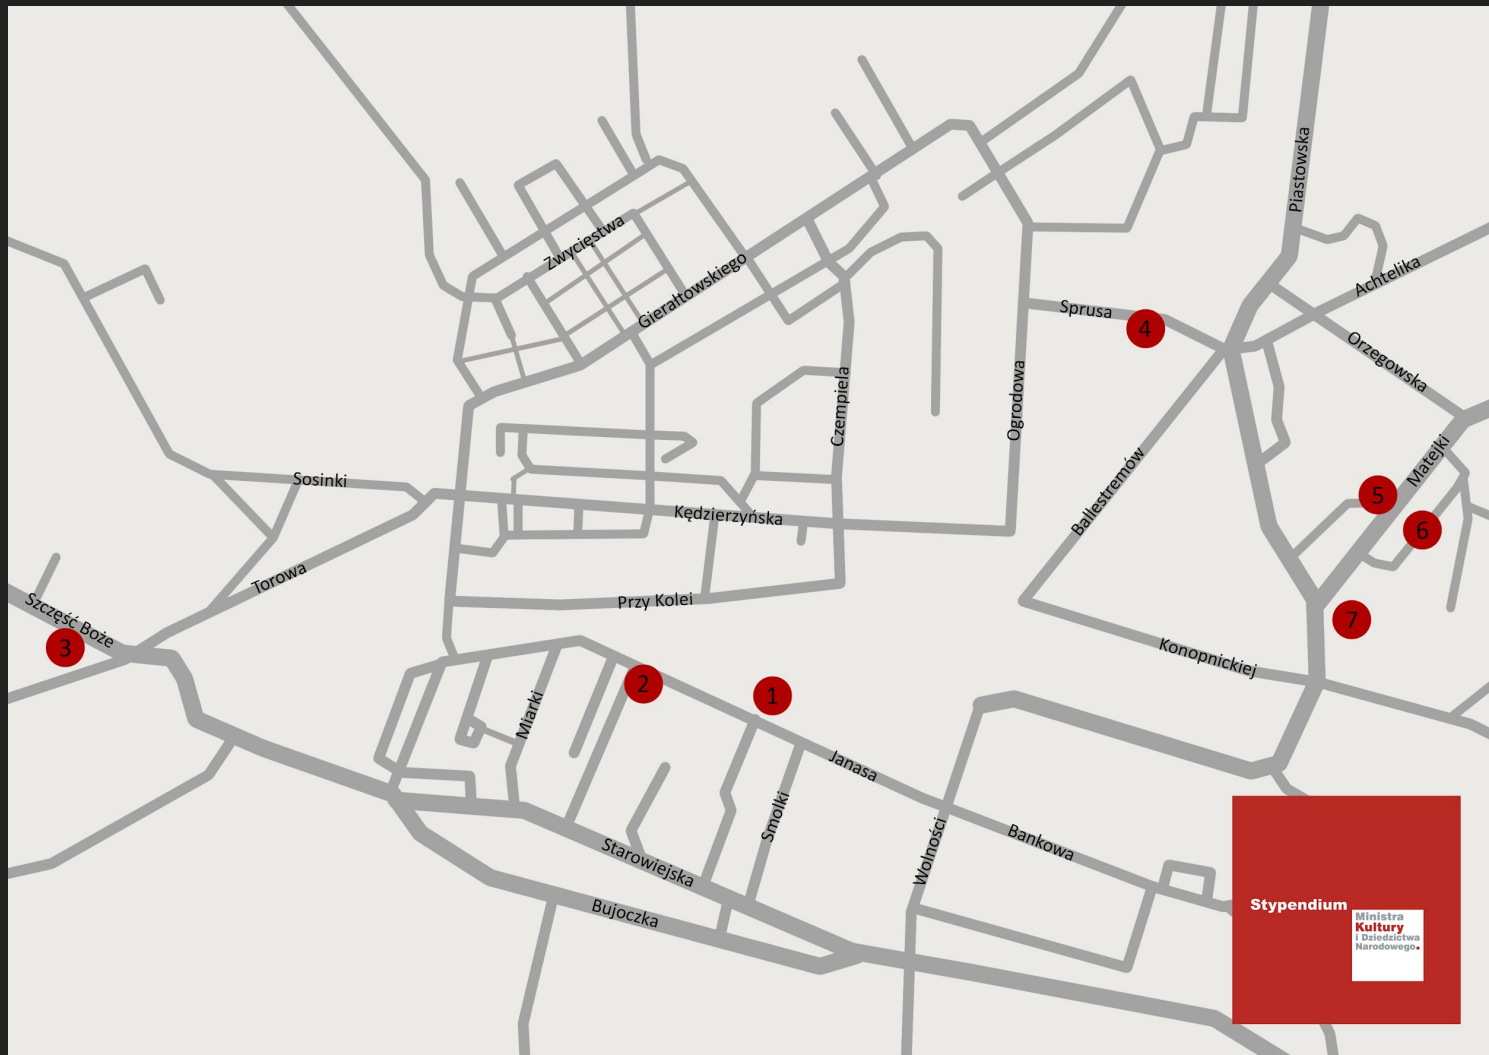 Piastowska
Zwycięstwa
Gierałtowskiego
Achtelika
Sprusa
4
Orzegowska
Ogrodowa
Czempiela
Matejki
Sosinki
Ballestremów
5
Kędzierzyńska
6
Torowa
Przy Kolei
Szczęść Boże
7
3
Konopnickiej
2
1
Miarki
Janasa
Smolki
Bankowa
Wolności
Starowiejska
Bujoczka
Stypendium
Ministra
Kultury
i Dziedzictwa
Narodowego.